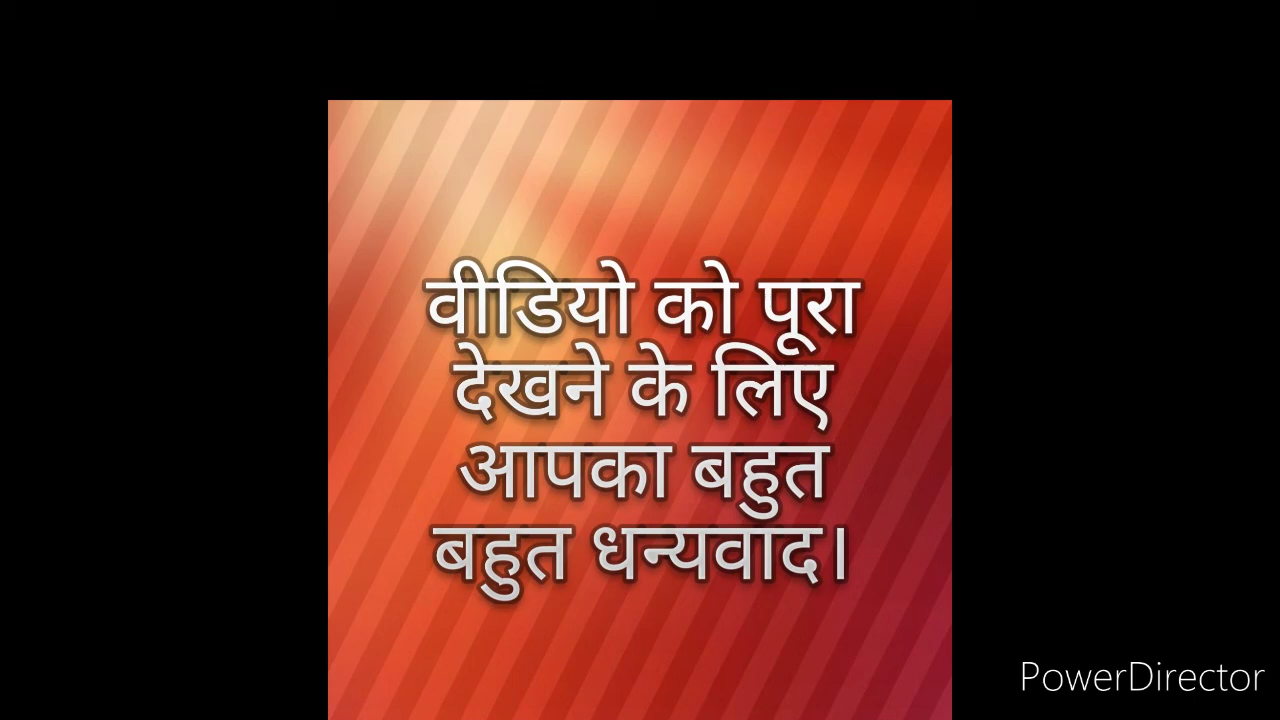 वीडियो को पूरा
देखने के लिए
आपका बहुत
बहुत धन्यवाद।
PowerDirector